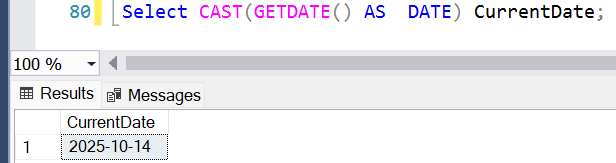 80 Select CAST(GETDATE() AS  DATE) CurrentDate;
100 %
Results Messages
CurrentDate
1 2025-10-14